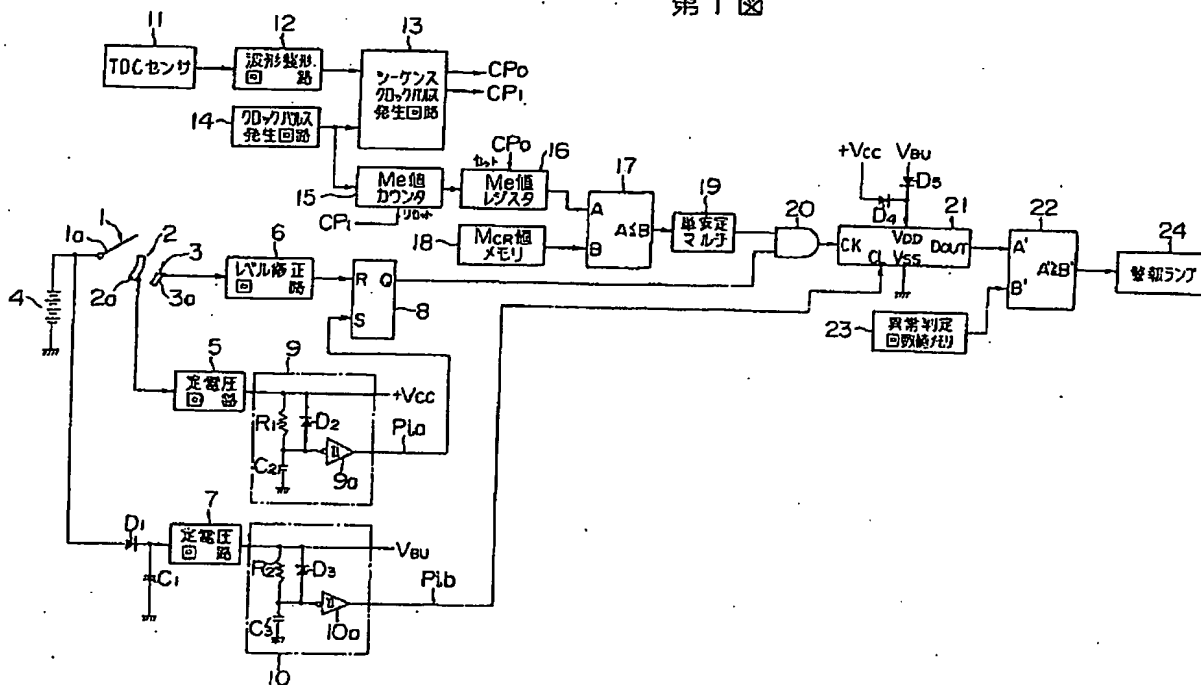 第1図
11
TDCセンサ
12
波形整形
回路
13
シーケンス
クロックパルス
発生回路
CP0
CP1
14
クロックパルス
発生回路
15
Me値
カウンタ
CP1
リセット
CP0
セット
16
Me値
レジスタ
17
A
B
A≤B
18
MCR値
メモリ
19
単安定
マルチ
20
+Vcc
VBU
D4
D5
21
CK
VDD
DOUT
CL
VSS
22
A'
B'
A'≥B'
23
異常判定
回数値メモリ
24
警報ランプ
1
1a
2
2a
3
3a
4
6
レベル修正
回路
R
Q
S
8
5
定電圧
回路
9
R1
D2
C2
9a
+Vcc
PLa
D1
C1
7
定電圧
回路
R2
D3
C3
10a
VBU
PLb
10